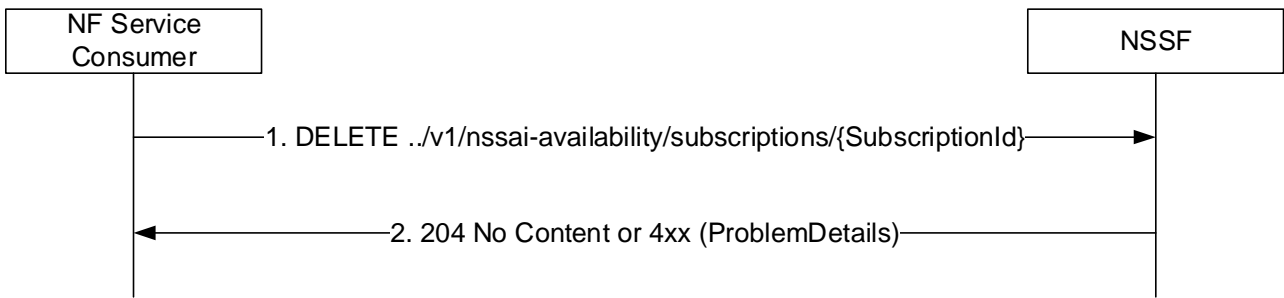 NF Service
Consumer
NSSF
1. DELETE ../v1/nssai-availability/subscriptions/{SubscriptionId}
2. 204 No Content or 4xx (ProblemDetails)